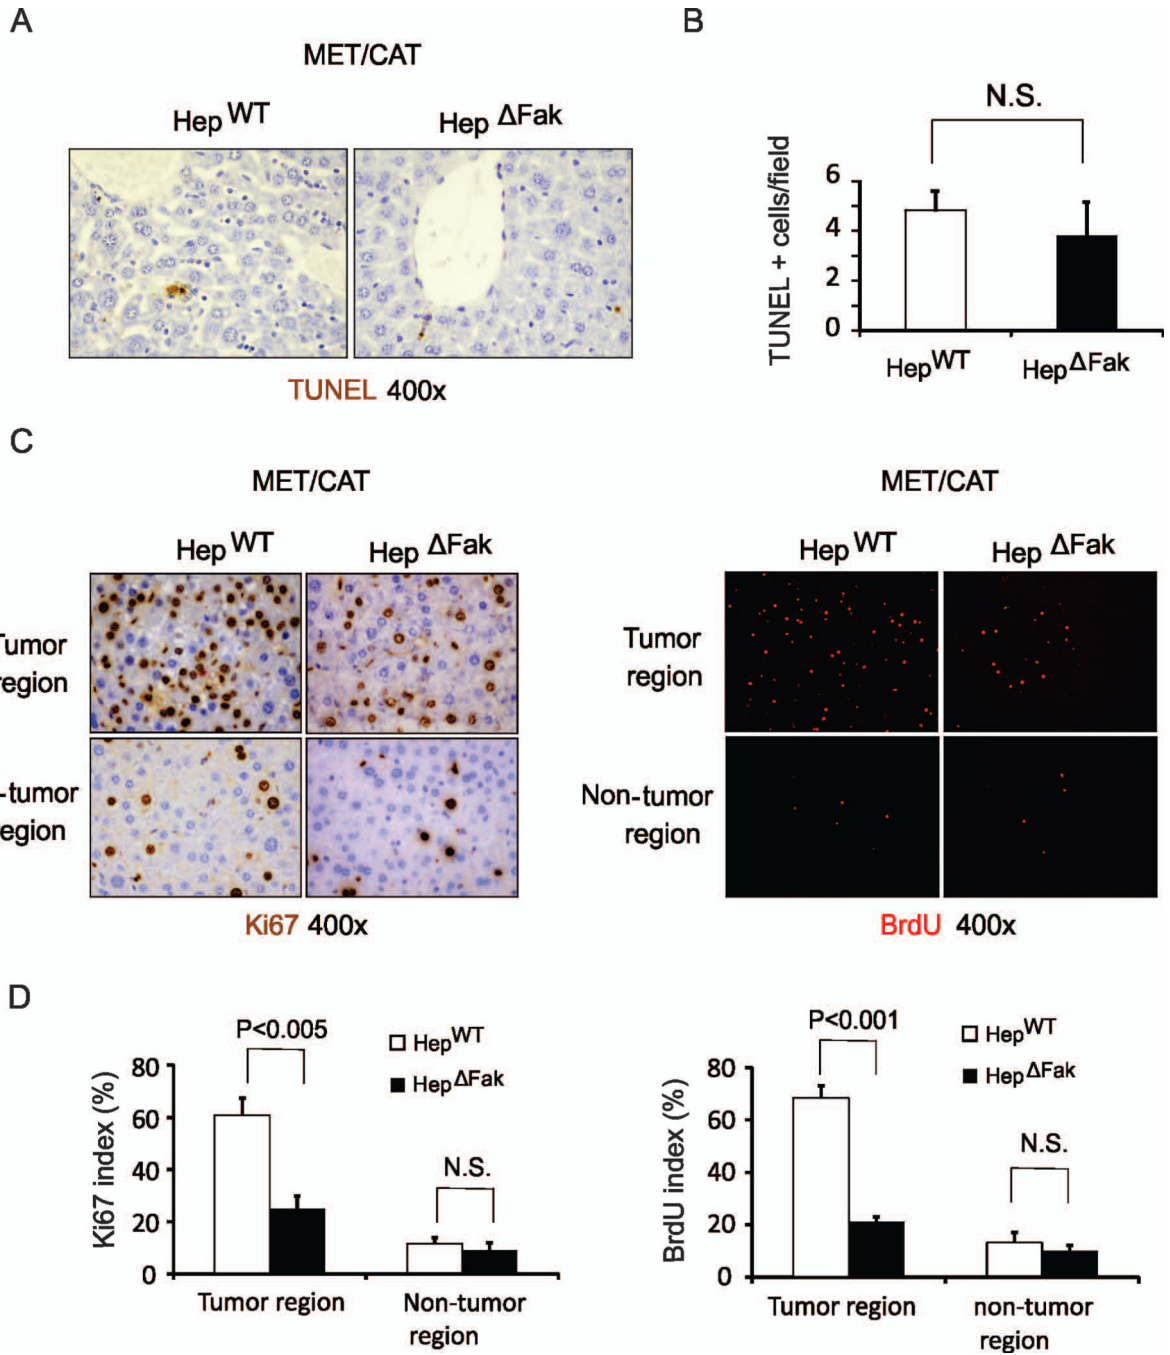 A
MET/CAT
Hep WT
Hep ΔFak
TUNEL 400x
B
N.S.
TUNEL + cells/field
6
4
2
0
HepWT
HepΔFak
C
MET/CAT
Hep WT
Hep ΔFak
umor
region
-tumor
egion
Ki67 400x
MET/CAT
Hep WT
Hep ΔFak
Tumor
region
Non-tumor
region
BrdU 400x
D
P<0.005
HepWT
HepΔFak
N.S.
Ki67 index (%)
80
60
40
20
0
Tumor region
Non-tumor
region
P<0.001
HepWT
HepΔFak
N.S.
BrdU index (%)
80
60
40
20
0
Tumor region
non-tumor
region